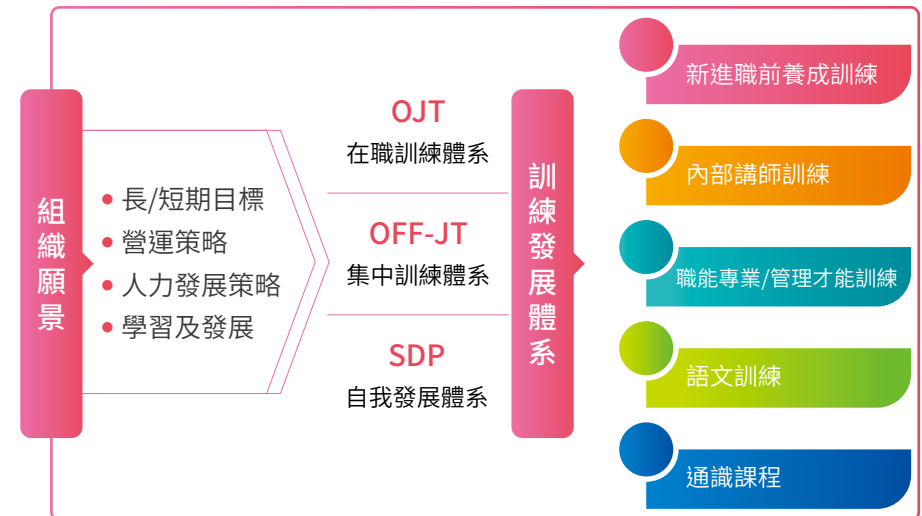 組織願景
長/短期目標
營運策略
人力發展策略
學習及發展
OJT
在職訓練體系
OFF-JT
集中訓練體系
SDP
自我發展體系
訓練發展體系
新進職前養成訓練
內部講師訓練
職能專業/管理才能訓練
語文訓練
通識課程